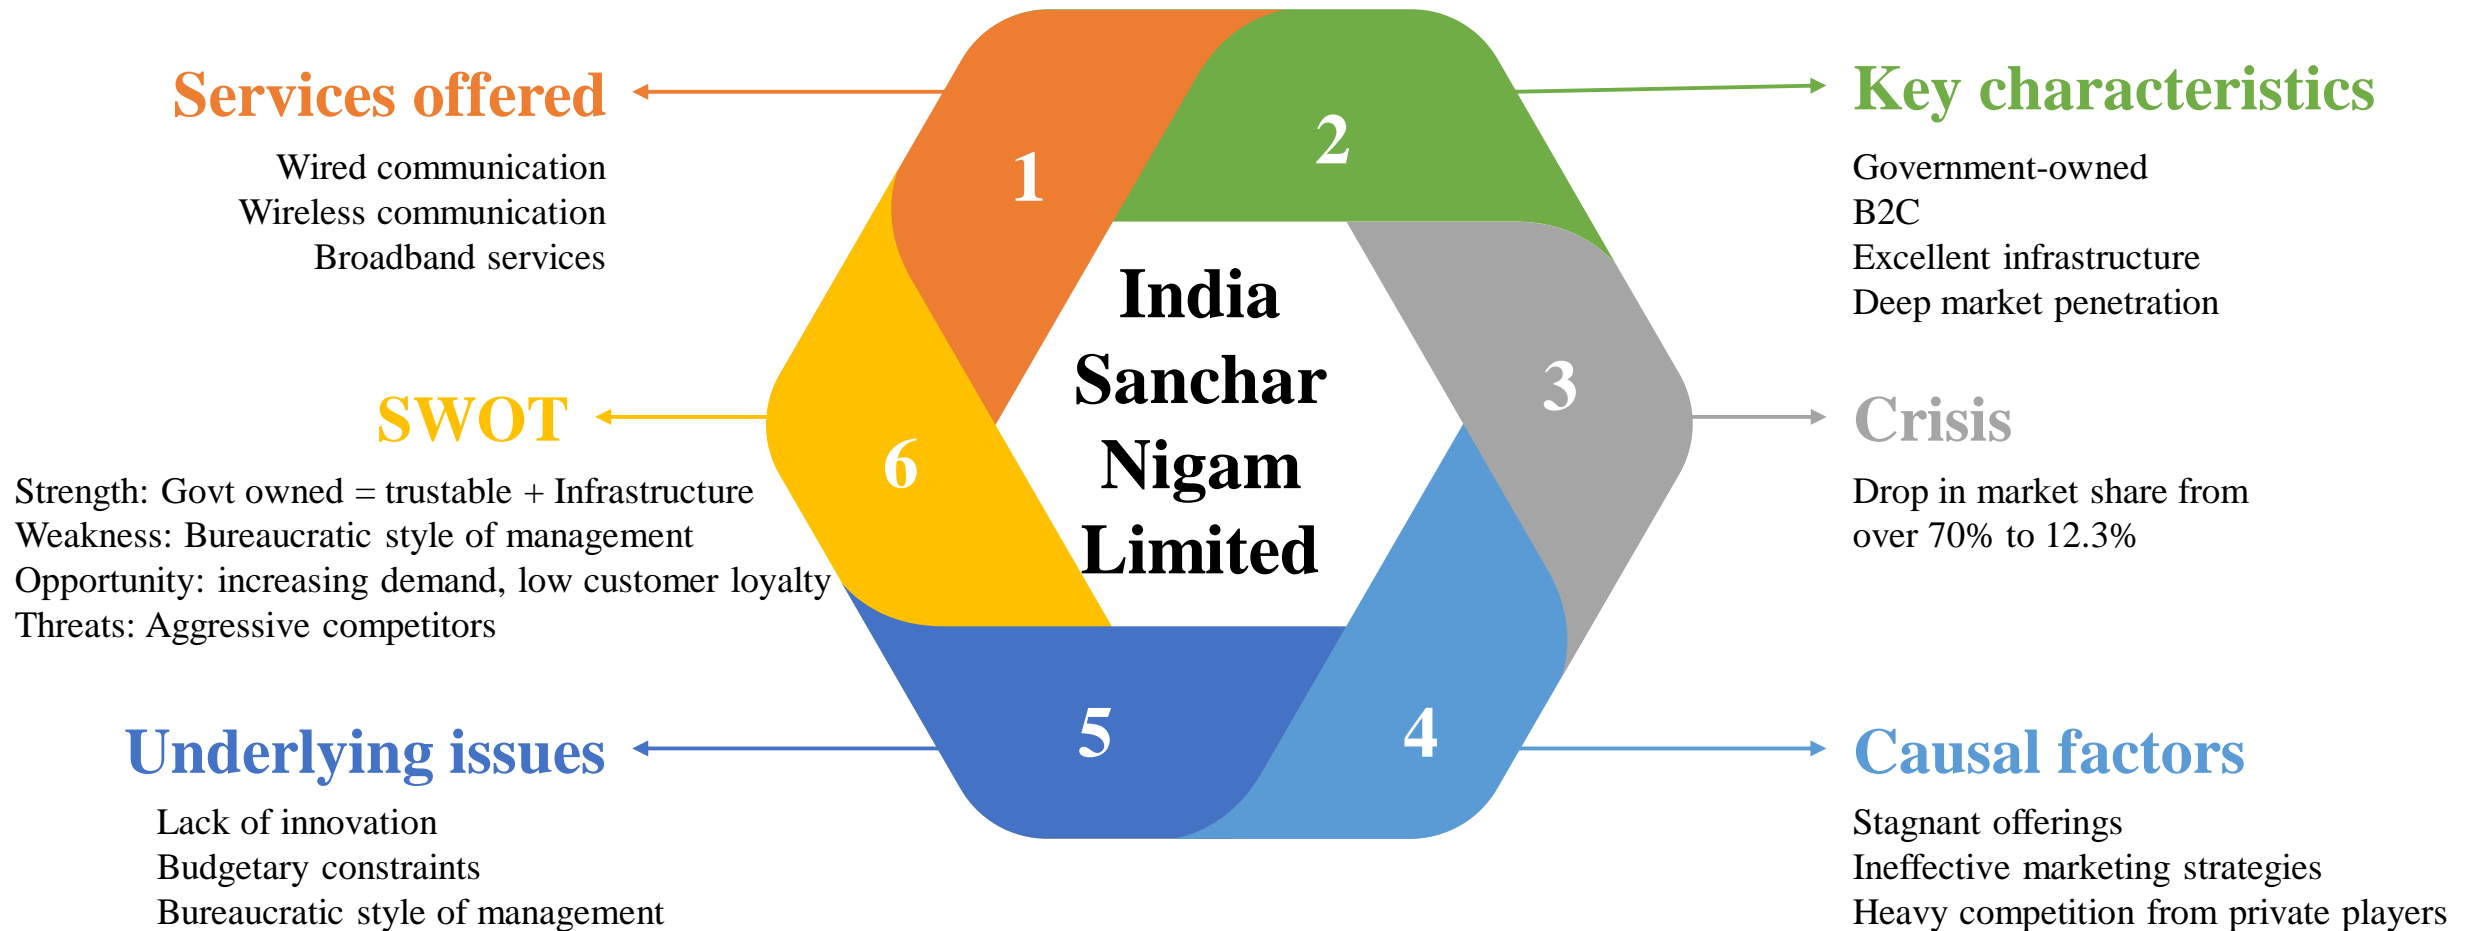 Services offered
Wired communication
Wireless communication
Broadband services
1
2
Key characteristics
Government-owned
B2C
Excellent infrastructure
Deep market penetration
India
Sanchar
Nigam
Limited
3
Crisis
Drop in market share from
over 70% to 12.3%
4
Causal factors
Stagnant offerings
Ineffective marketing strategies
Heavy competition from private players
5
Underlying issues
Lack of innovation
Budgetary constraints
Bureaucratic style of management
6
SWOT
Strength: Govt owned = trustable + Infrastructure
Weakness: Bureaucratic style of management
Opportunity: increasing demand, low customer loyalty
Threats: Aggressive competitors